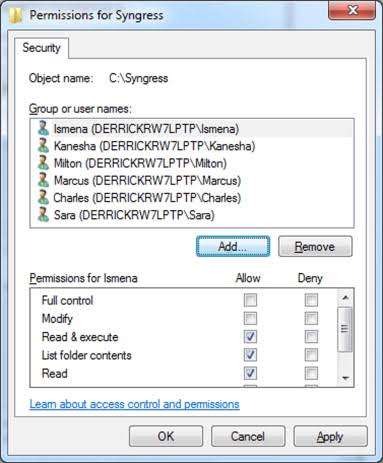 Permissions for Syngress
Security
Object name: C:\Syngress
Group or user names:
Ismena (DERRICKRW7LPTP\Ismena)
Kanesha (DERRICKRW7LPTP\Kanesha)
Milton (DERRICKRW7LPTP\Milton)
Marcus (DERRICKRW7LPTP\Marcus)
Charles (DERRICKRW7LPTP\Charles)
Sara (DERRICKRW7LPTP\Sara)
Add... Remove
Permissions for Ismena Allow Deny
Full control
Modify
Read & execute
List folder contents
Read
Learn about access control and permissions
OK Cancel Apply